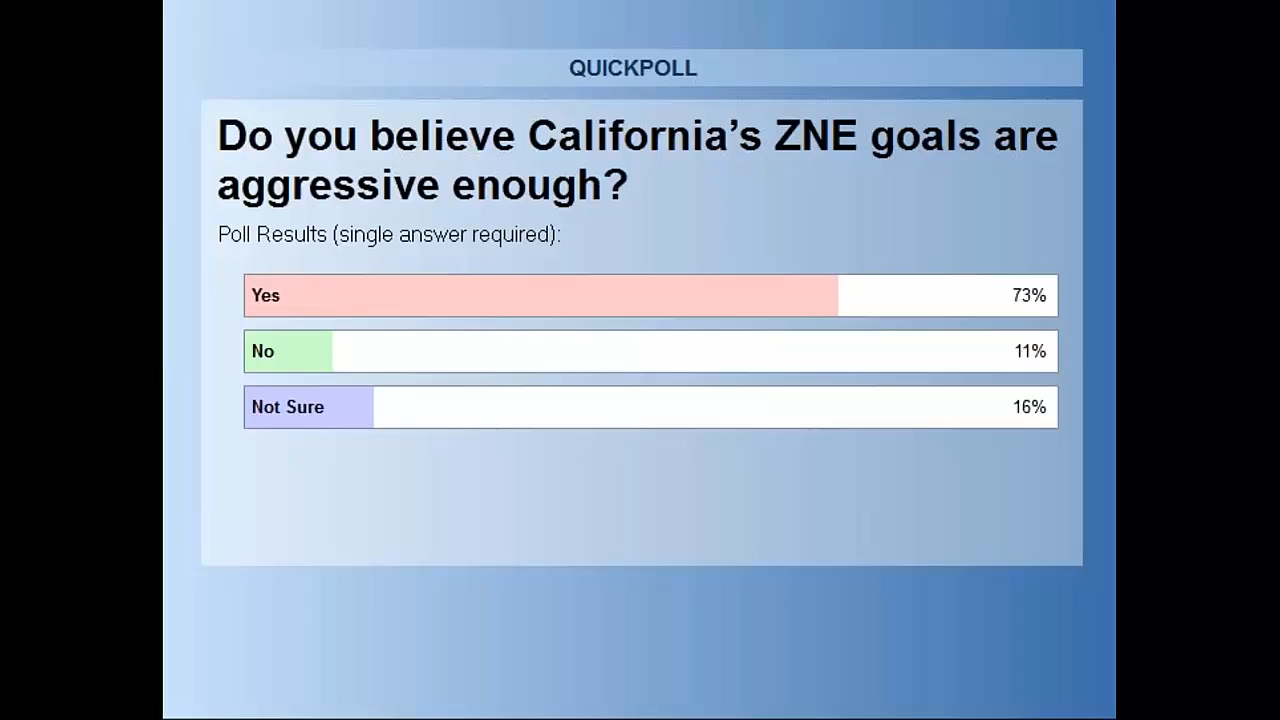 QUICKPOLL
Do you believe California’s ZNE goals are
aggressive enough?
Poll Results (single answer required):
Yes 73%
No 11%
Not Sure 16%